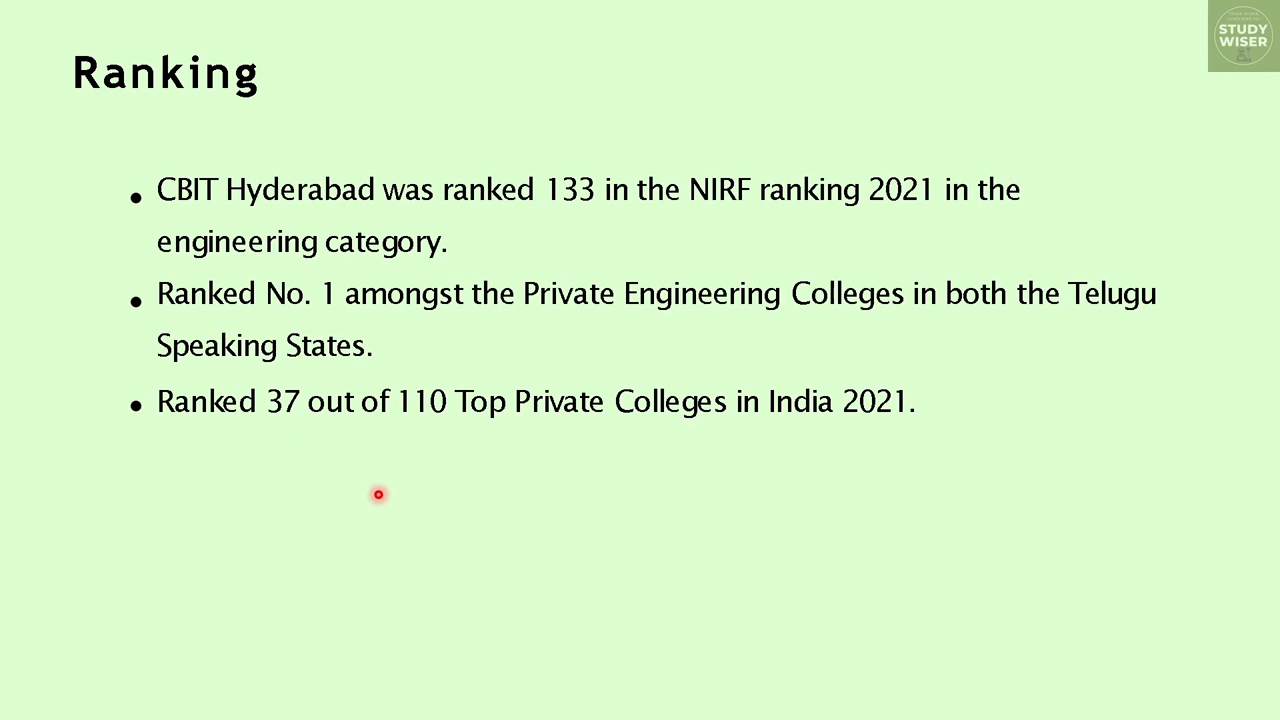 Ranking
STUDY
WISER
• CBIT Hyderabad was ranked 133 in the NIRF ranking 2021 in the
engineering category.
• Ranked No. 1 amongst the Private Engineering Colleges in both the Telugu
Speaking States.
• Ranked 37 out of 110 Top Private Colleges in India 2021.